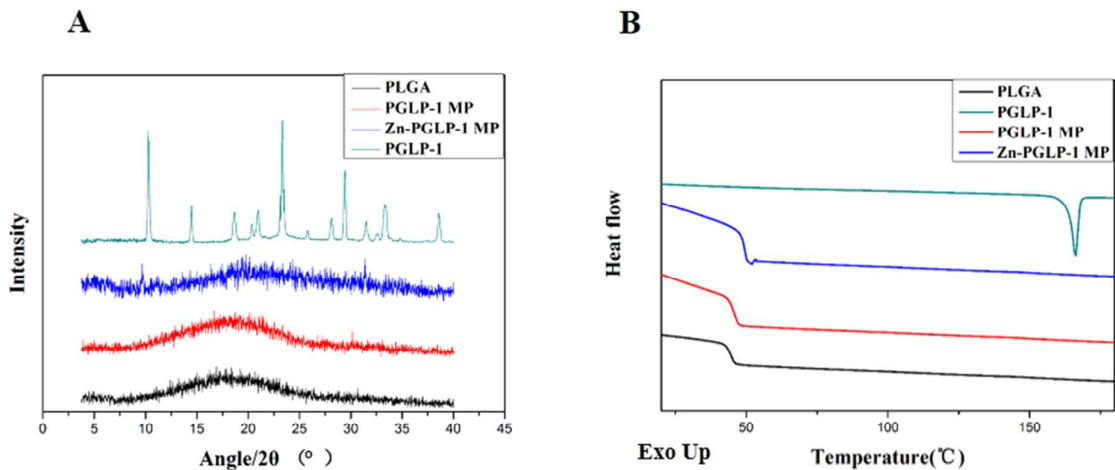 A
B
PLGA
PGLP-1 MP
Zn-PGLP-1 MP
PGLP-1
Intensity
0 5 10 15 20 25 30 35 40 45
Angle/2θ （°）
PLGA
PGLP-1
PGLP-1 MP
Zn-PGLP-1 MP
Heat flow
50 100 150
Exo Up
Temperature(℃)